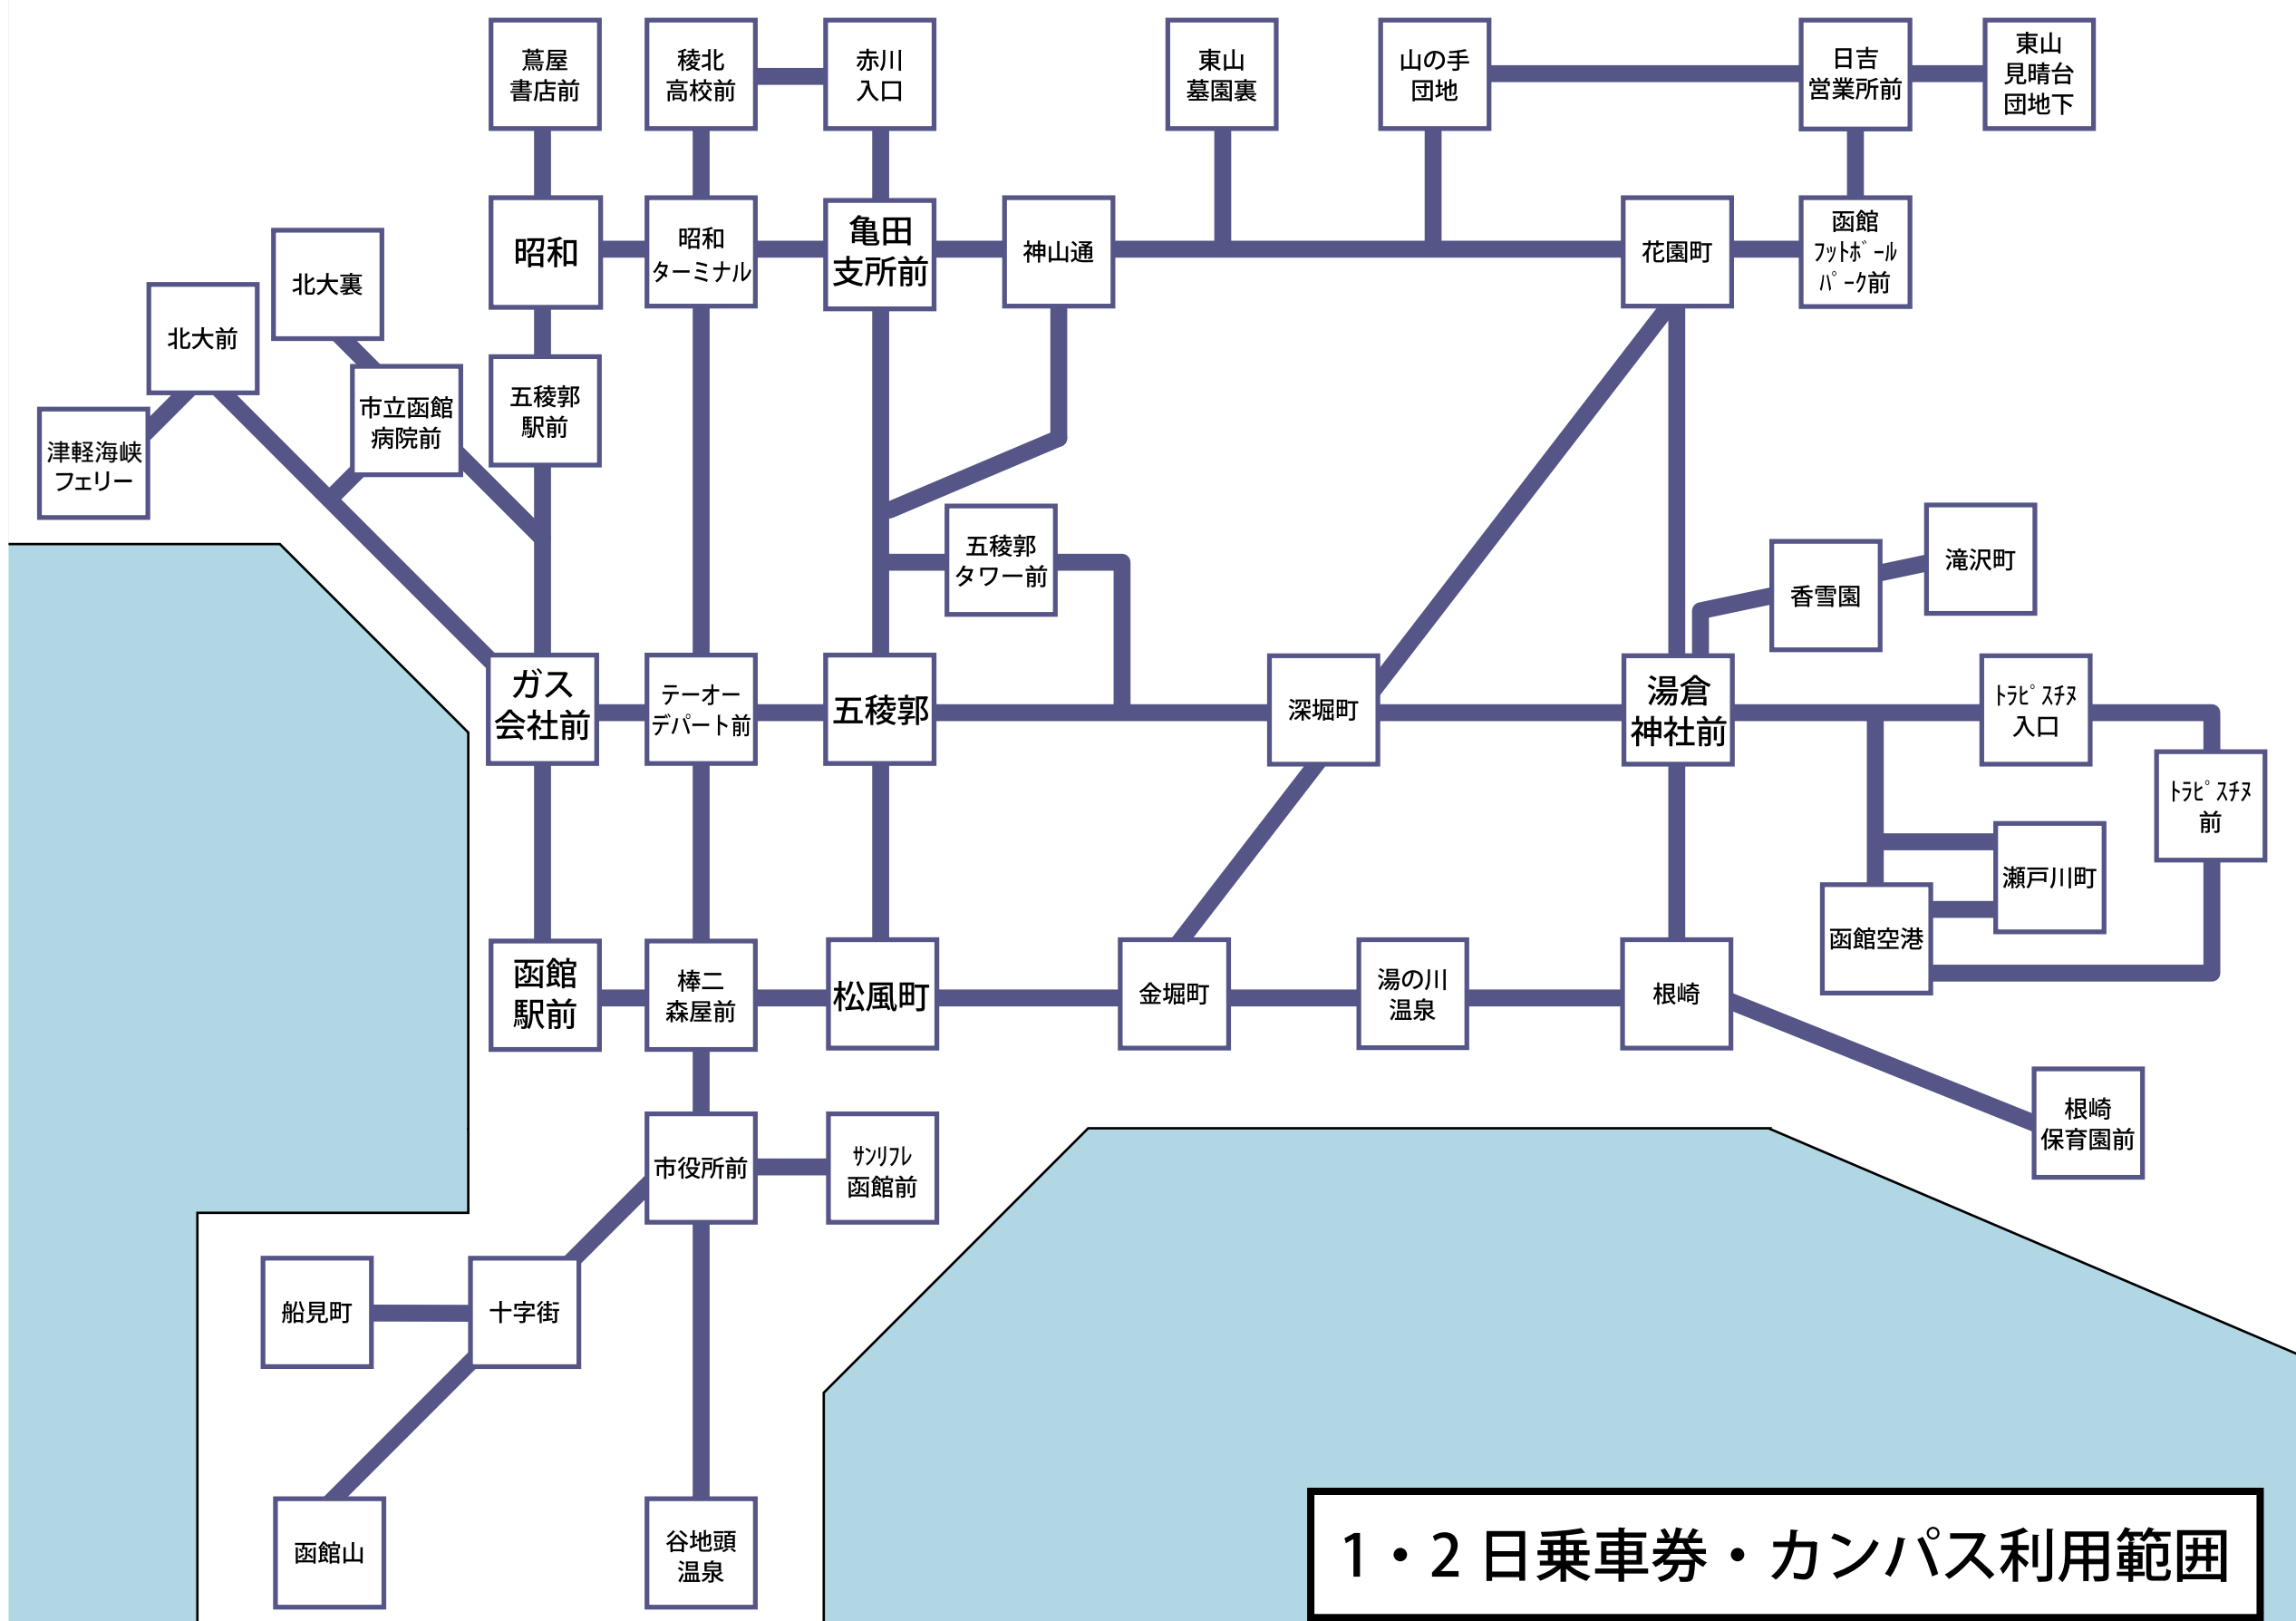 蔦屋
書店前
稜北
高校前
赤川
入口
東山
墓園裏
山の手
団地
日吉
営業所前
東山
見晴台
団地下
昭和
昭和
ターミナル
亀田
支所前
神山通
花園町
函館
フットボール
パーク前
北大裏
北大前
津軽海峡
フェリー
市立函館
病院前
五稜郭
駅前
五稜郭
タワー前
香雪園
滝沢町
ガス
会社前
テーオー
デパート前
五稜郭
深堀町
湯倉
神社前
トラピスチヌ
入口
トラピスチヌ
前
瀬戸川町
函館空港
函館
駅前
棒二
森屋前
松風町
金堀町
湯の川
温泉
根崎
根崎
保育園前
市役所前
サンリフレ
函館前
船見町
十字街
函館山
谷地頭
温泉
1・2 日乗車券・カンパス利用範囲